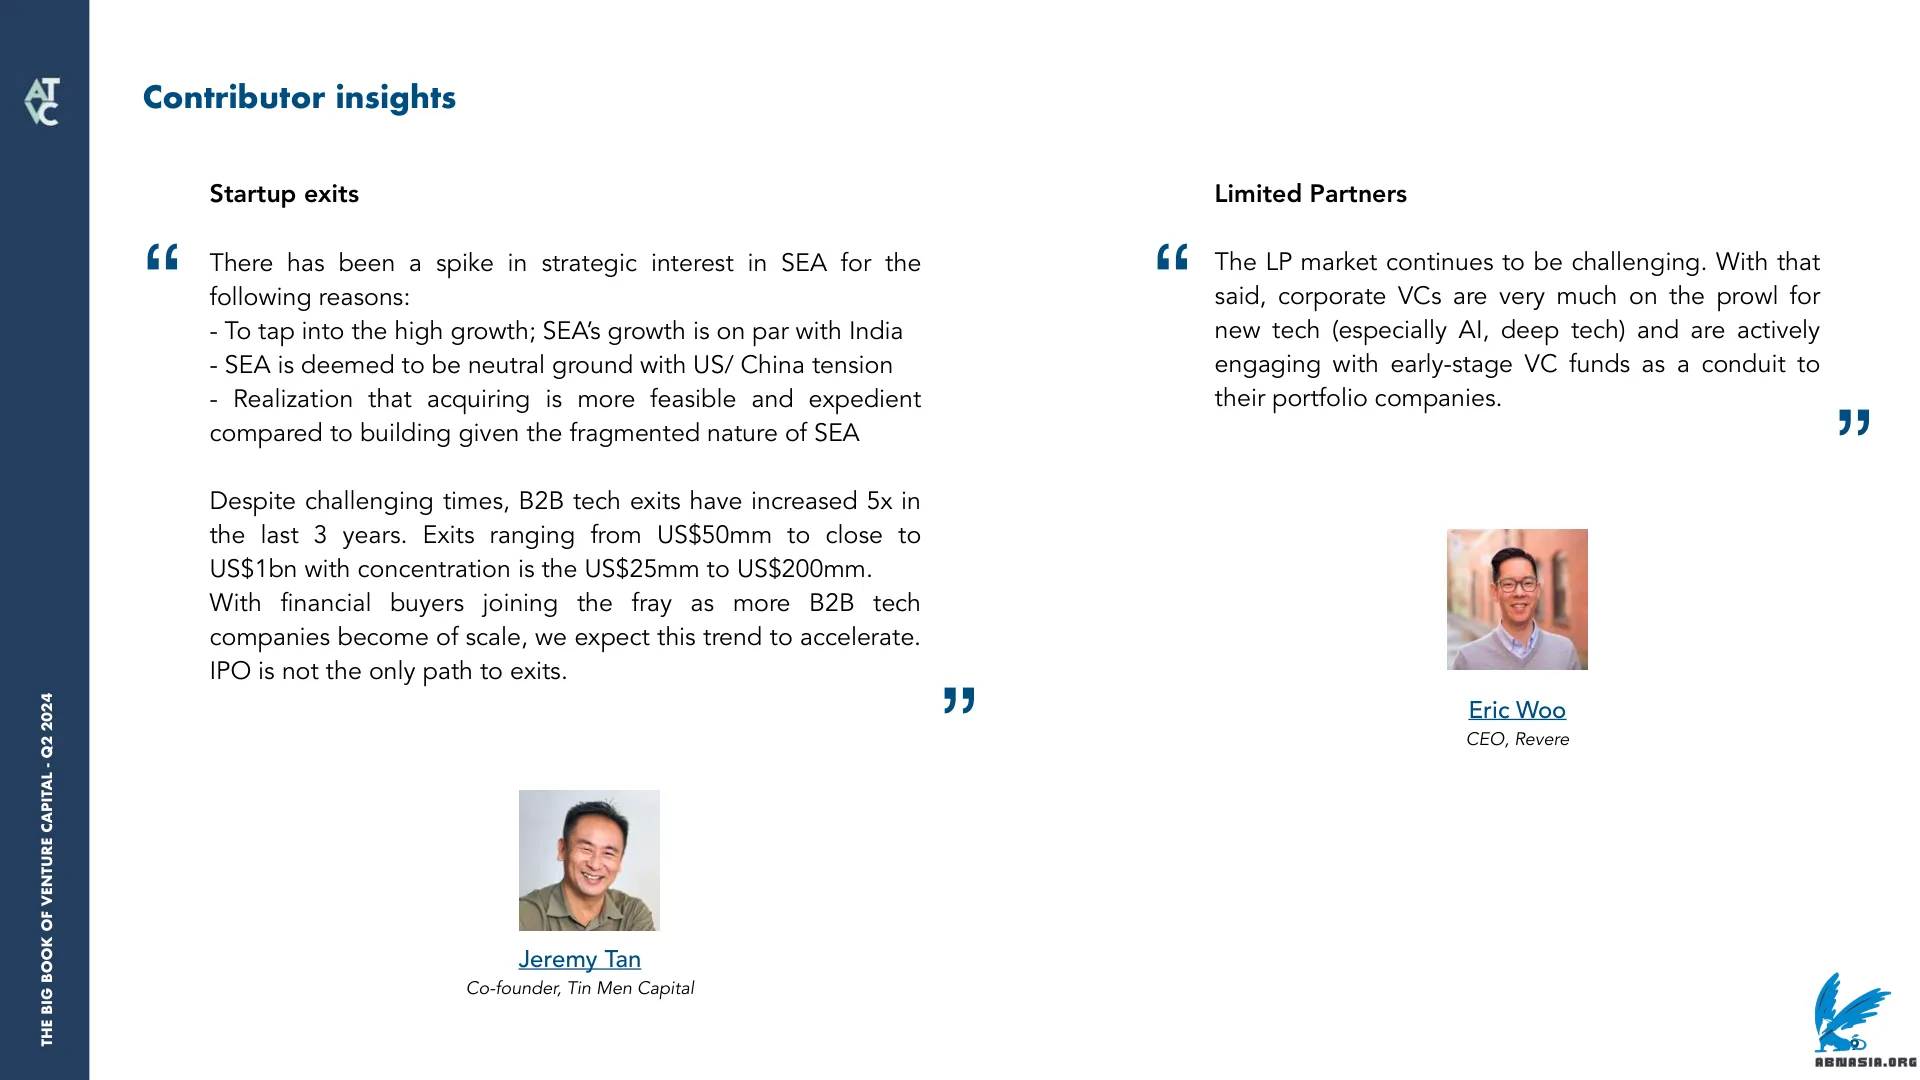 AT
VC
Contributor insights
Startup exits
“
There has been a spike in strategic interest in SEA for the
following reasons:
- To tap into the high growth; SEA’s growth is on par with India
- SEA is deemed to be neutral ground with US/ China tension
- Realization that acquiring is more feasible and expedient
compared to building given the fragmented nature of SEA
Despite challenging times, B2B tech exits have increased 5x in
the last 3 years. Exits ranging from US$50mm to close to
US$1bn with concentration is the US$25mm to US$200mm.
With financial buyers joining the fray as more B2B tech
companies become of scale, we expect this trend to accelerate.
IPO is not the only path to exits.
”
Jeremy Tan
Co-founder, Tin Men Capital
Limited Partners
“
The LP market continues to be challenging. With that
said, corporate VCs are very much on the prowl for
new tech (especially AI, deep tech) and are actively
engaging with early-stage VC funds as a conduit to
their portfolio companies.
”
Eric Woo
CEO, Revere
THE BIG BOOK OF VENTURE CAPITAL - Q2 2024
ABNASIA.ORG